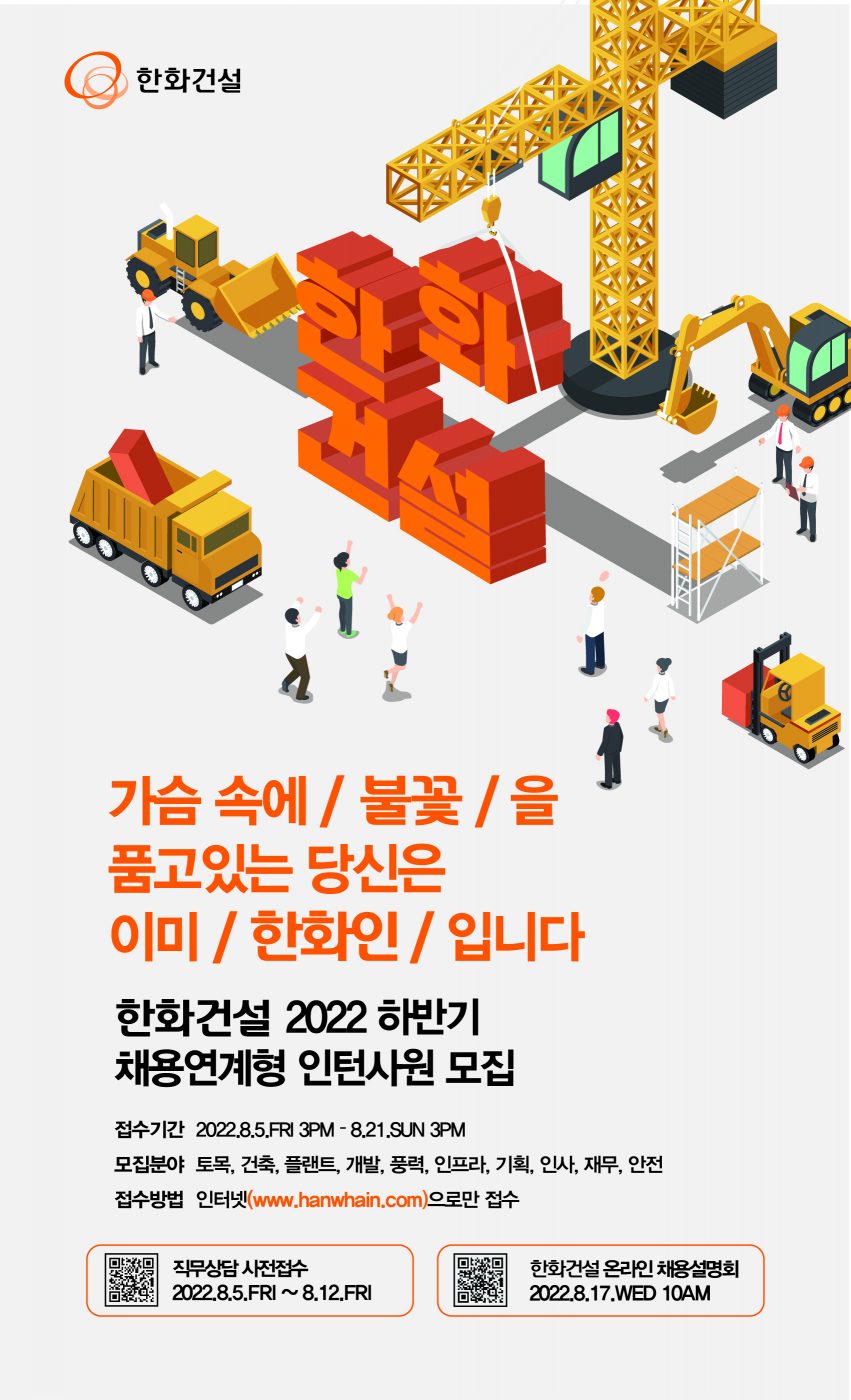 한화건설
한화
건설
가슴 속에 / 불꽃 / 을
품고있는 당신은
이미 / 한화인 / 입니다
한화건설 2022 하반기
채용연계형 인턴사원 모집
접수기간 2022.8.5.FRI 3PM - 8.21.SUN 3PM
모집분야 토목, 건축, 플랜트, 개발, 풍력, 인프라, 기획, 인사, 재무, 안전
접수방법 인터넷(www.hanwhain.com)으로만 접수
직무상담 사전접수
2022.8.5.FRI ~ 8.12.FRI
한화건설 온라인 채용설명회
2022.8.17.WED 10AM